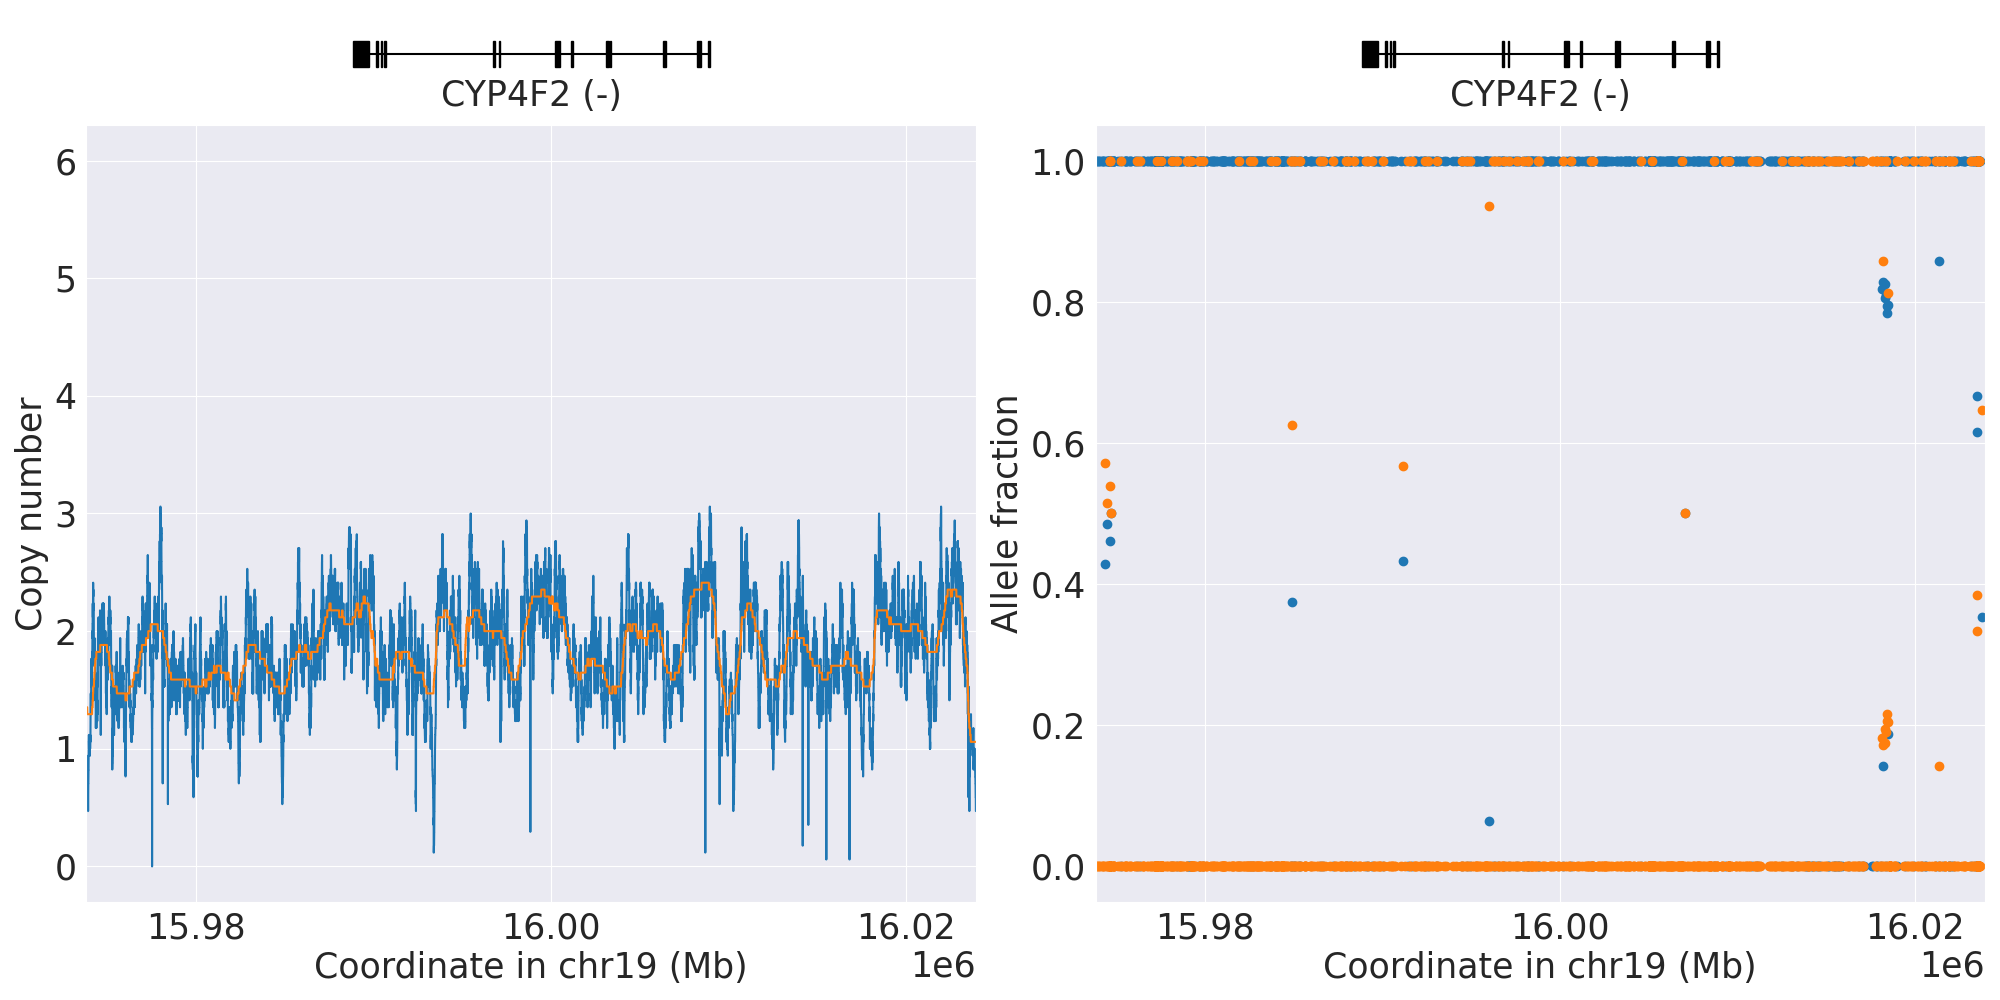 CYP4F2 (-)
6
5
4
3
2
1
0
Copy number
15.98
16.00
16.02
Coordinate in chr19 (Mb)
1e6
CYP4F2 (-)
1.0
0.8
0.6
0.4
0.2
0.0
Allele fraction
15.98
16.00
16.02
Coordinate in chr19 (Mb)
1e6